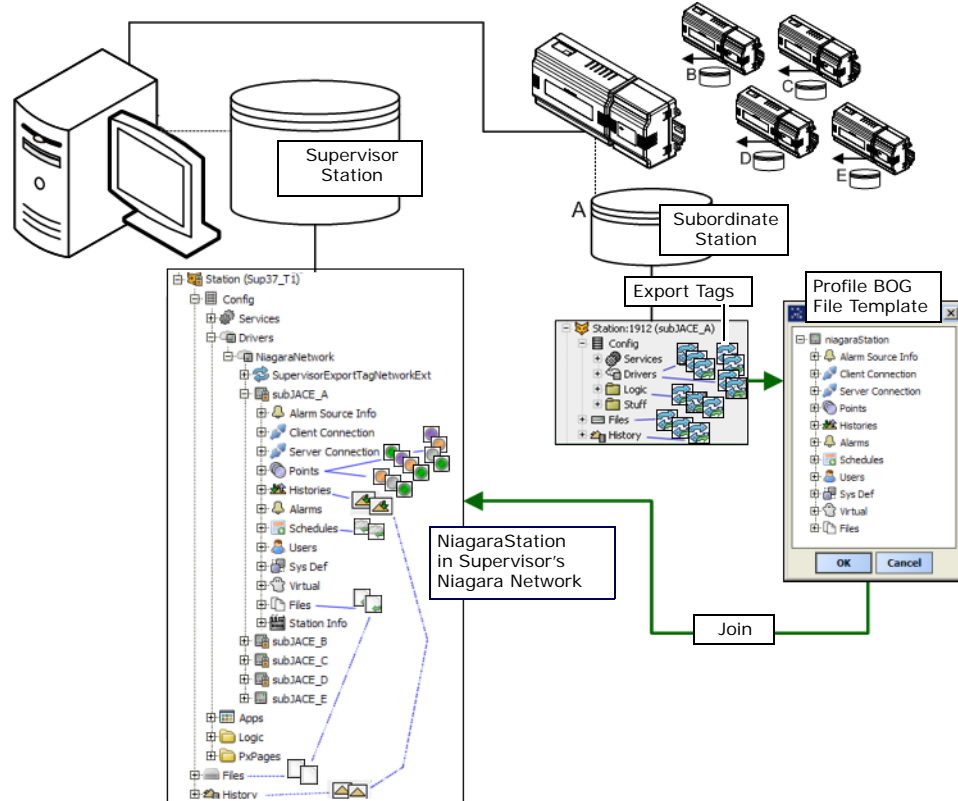 Supervisor
Station
B
C
D
E
A
Subordinate
Station
Export Tags
Profile BOG
File Template
Station (Sup37_T1)
Config
Services
Drivers
NiagaraNetwork
SupervisorExportTagNetworkExt
subJACE_A
Alarm Source Info
Client Connection
Server Connection
Points
Histories
Alarms
Schedules
Users
Sys Def
Virtual
Files
Station Info
subJACE_B
subJACE_C
subJACE_D
subJACE_E
Apps
Logic
PxPages
Files
History
Station:1912 (subJACE_A)
Config
Services
Drivers
Logic
Stuff
Files
History
niagaraStation
Alarm Source Info
Client Connection
Server Connection
Points
Histories
Alarms
Schedules
Users
Sys Def
Virtual
Files
OK Cancel
NiagaraStation
in Supervisor's
Niagara Network
Join